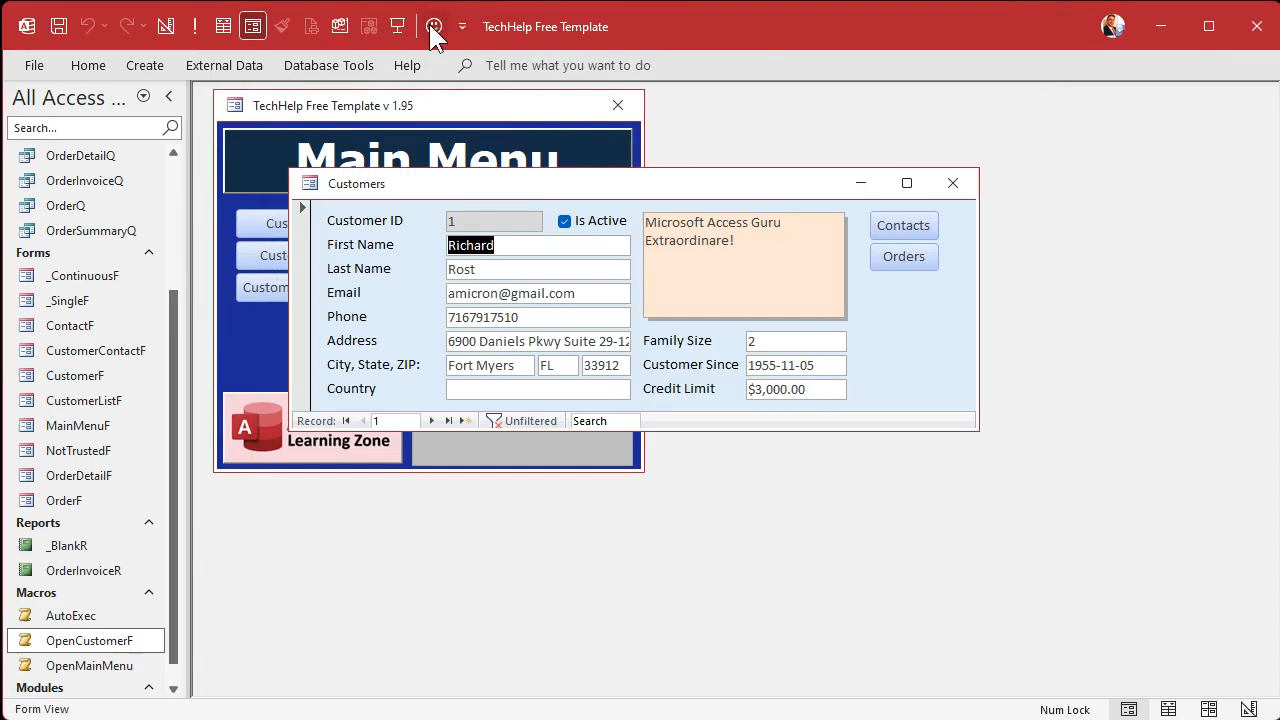 TechHelp Free Template
File Home Create External Data Database Tools Help Tell me what you want to do
All Access ...
Search...
OrderDetailQ
OrderInvoiceQ
OrderQ
OrderSummaryQ
Forms
_ContinuousF
_SingleF
ContactF
CustomerContactF
CustomerF
CustomerListF
MainMenuF
NotTrustedF
OrderDetailF
OrderF
Reports
_BlankR
OrderInvoiceR
Macros
AutoExec
OpenCustomerF
OpenMainMenu
Modules
TechHelp Free Template v 1.95
Main Menu
Cus
Cust
Custom
A
Learning Zone
Customers
Customer ID 1 Is Active
First Name Richard
Last Name Rost
Email amicron@gmail.com
Phone 7167917510
Address 6900 Daniels Pkwy Suite 29-12
City, State, ZIP: Fort Myers FL 33912
Country
Microsoft Access Guru
Extraordinare!
Family Size 2
Customer Since 1955-11-05
Credit Limit $3,000.00
Contacts
Orders
Record: 1 Unfiltered Search
Form View
Num Lock